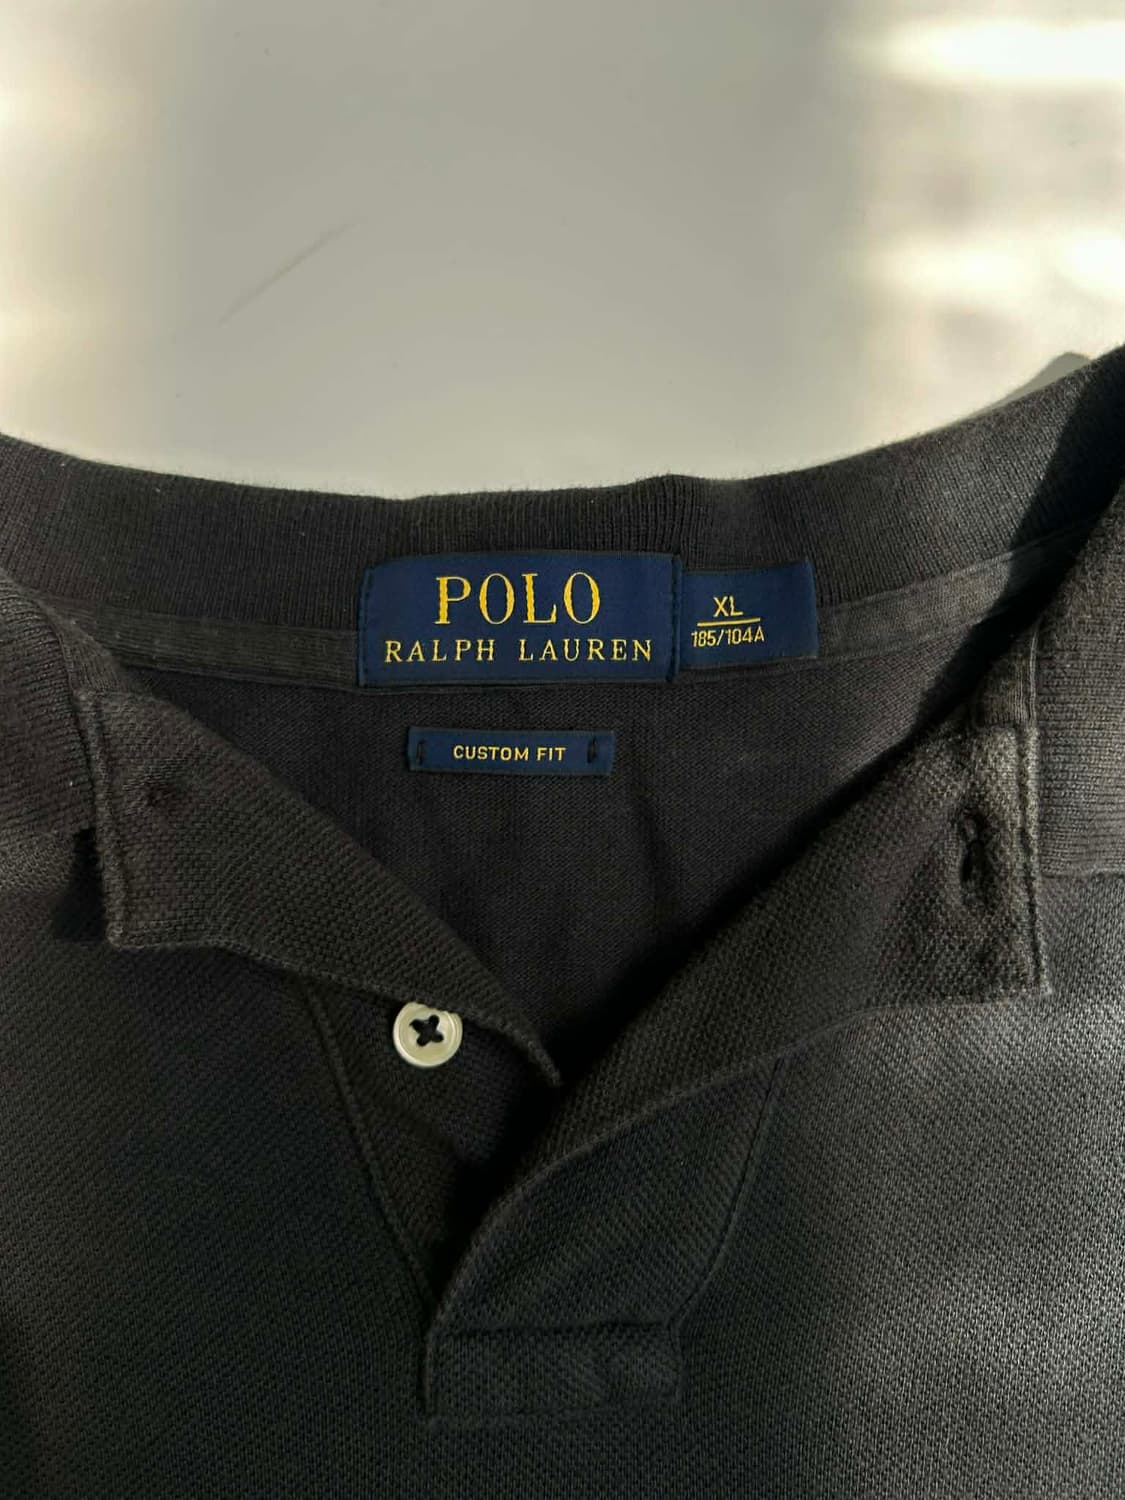 POLO
RALPH LAUREN
XL
185/104A
CUSTOM FIT